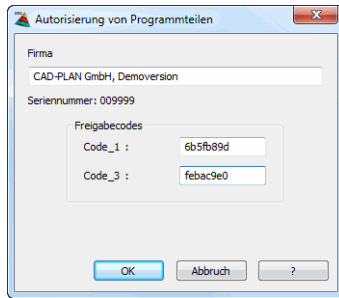 Autorisierung von Programmteilen
Firma
CAD-PLAN GmbH, Demoversion
Seriennummer: 009999
Freigabecodes
Code_1 : 6b5fb89d
Code_3 : febac9e0
OK Abbruch ?